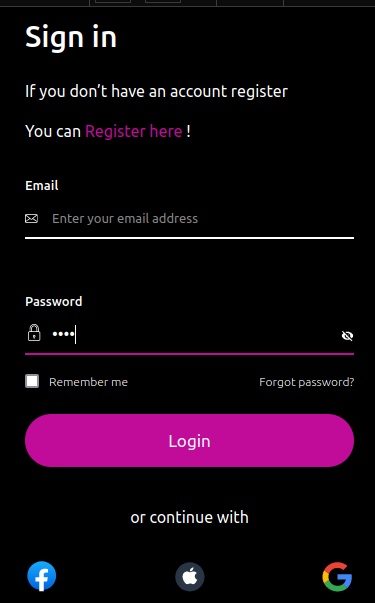 Sign in
If you don’t have an account register
You can Register here !
Email
Enter your email address
Password
••••
Remember me Forgot password?
Login
or continue with